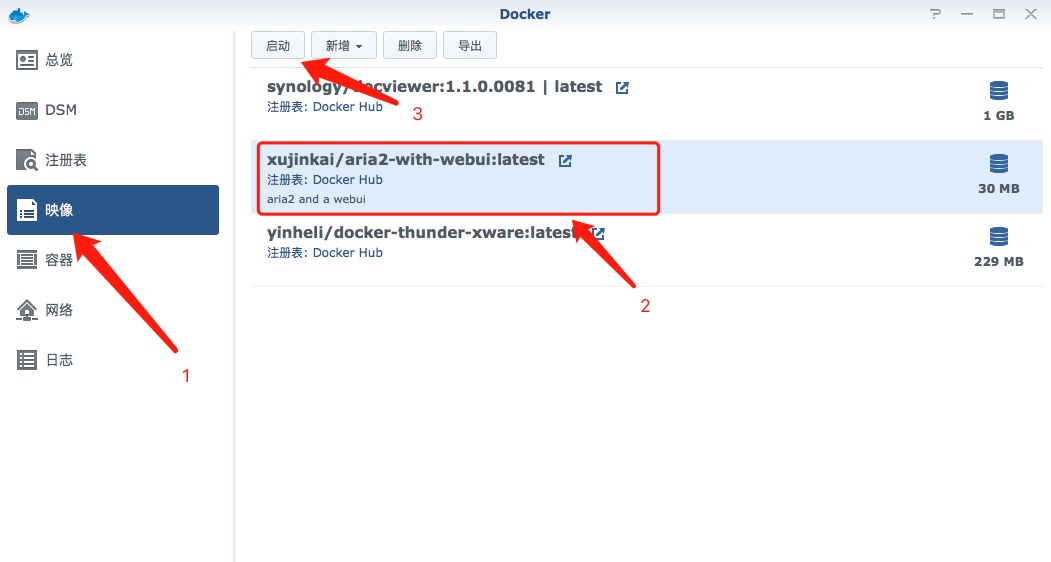 Docker
总览
DSM
注册表
映像
容器
网络
日志
1
启动 新增 删除 导出
synology/docviewer:1.1.0.0081 | latest
注册表: Docker Hub
1 GB
3
xujinkai/aria2-with-webui:latest
注册表: Docker Hub
aria2 and a webui
30 MB
yinheli/docker-thunder-xware:latest
注册表: Docker Hub
229 MB
2